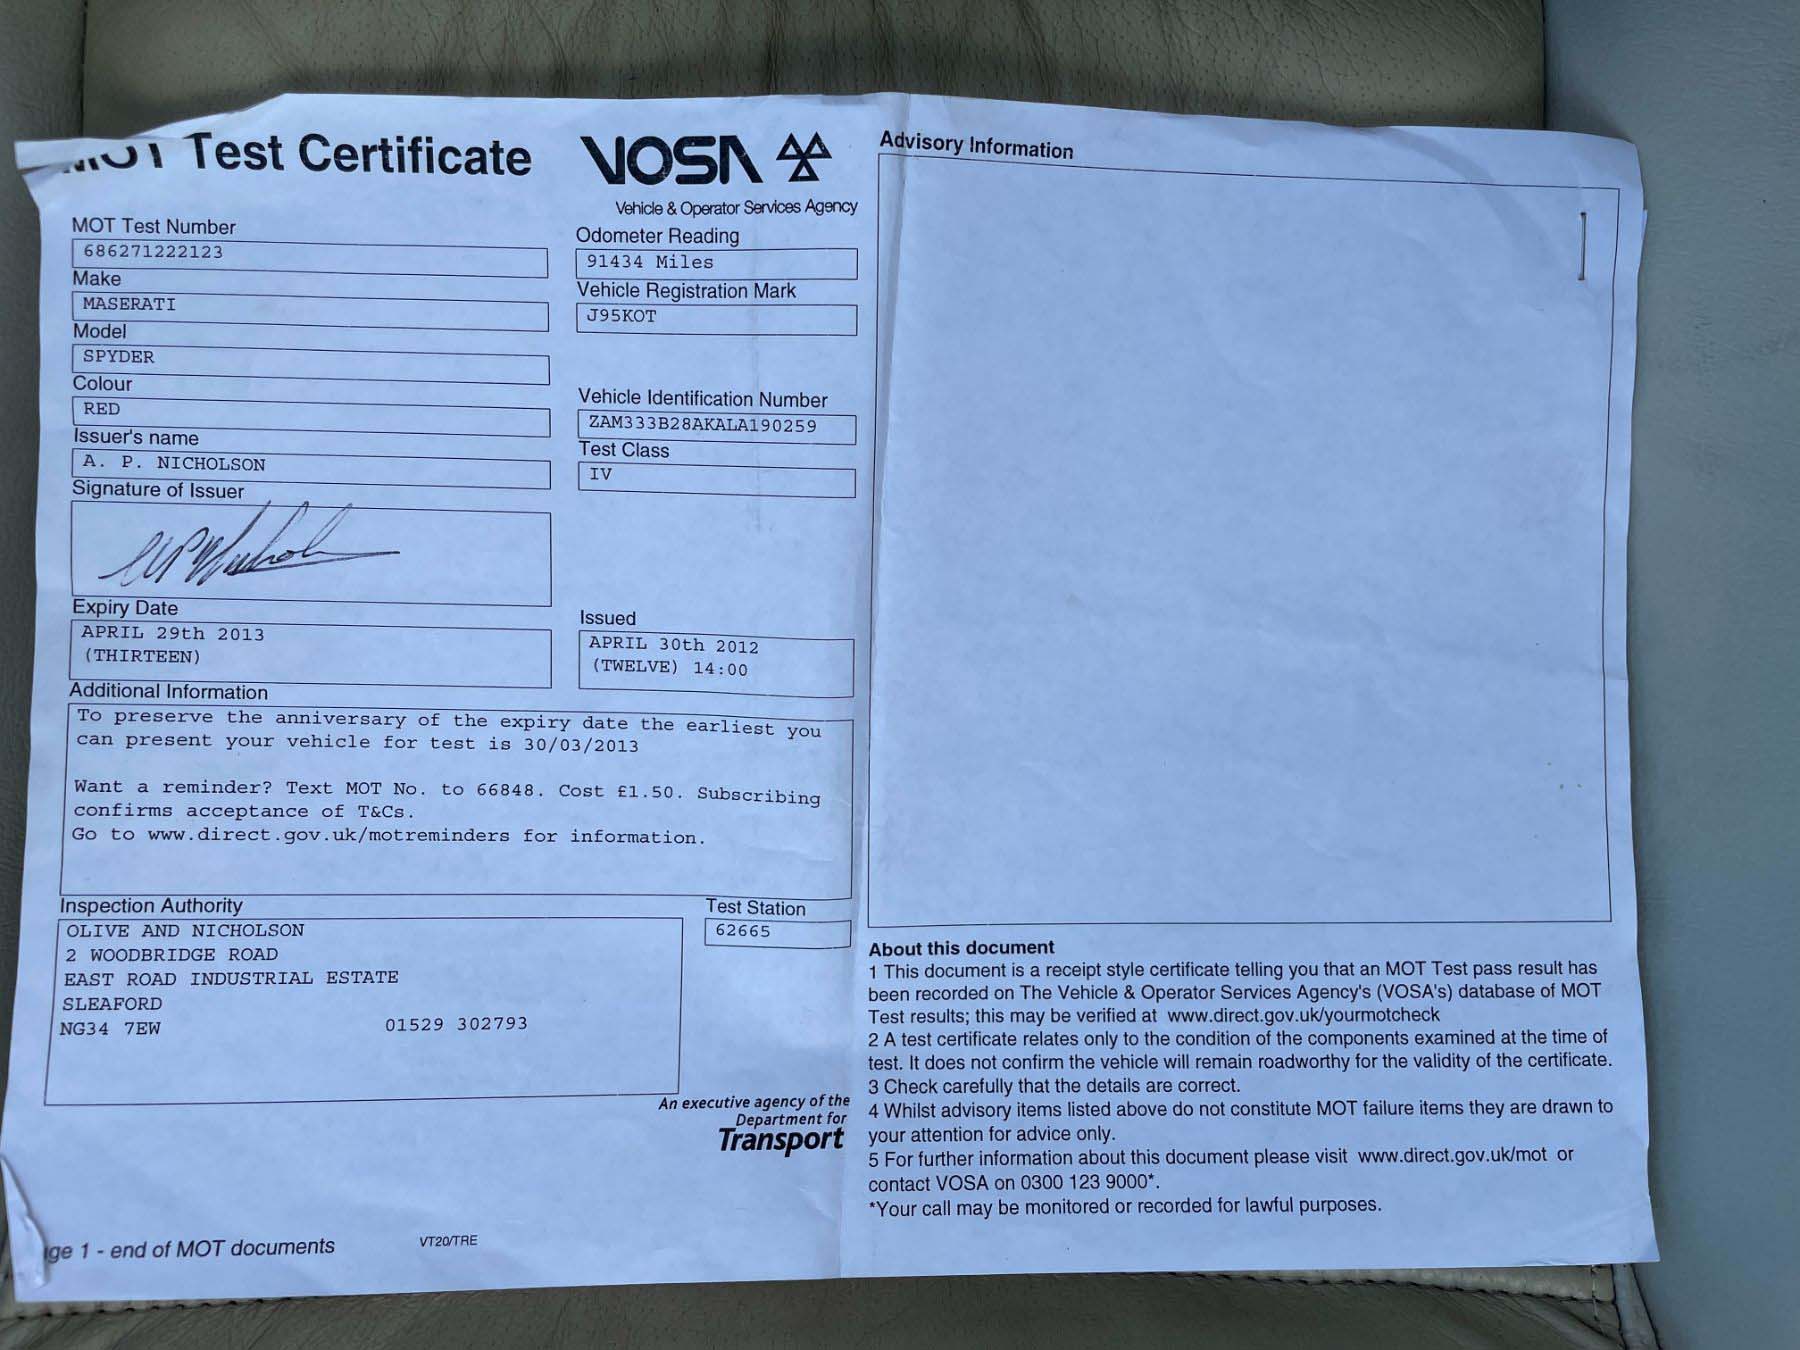 MOT Test Certificate
VOSA
Vehicle & Operator Services Agency
MOT Test Number
686271222123
Make
MASERATI
Model
SPYDER
Colour
RED
Issuer's name
A. P. NICHOLSON
Signature of Issuer
Odometer Reading
91434 Miles
Vehicle Registration Mark
J95KOT
Vehicle Identification Number
ZAM333B28AKALA190259
Test Class
IV
Expiry Date
APRIL 29th 2013
(THIRTEEN)
Issued
APRIL 30th 2012
(TWELVE) 14:00
Additional Information
To preserve the anniversary of the expiry date the earliest you
can present your vehicle for test is 30/03/2013
Want a reminder? Text MOT No. to 66848. Cost £1.50. Subscribing
confirms acceptance of T&Cs.
Go to www.direct.gov.uk/motreminders for information.
Inspection Authority
OLIVE AND NICHOLSON
2 WOODBRIDGE ROAD
EAST ROAD INDUSTRIAL ESTATE
SLEAFORD
NG34 7EW 01529 302793
Test Station
62665
An executive agency of the
Department for
Transport
ge 1 - end of MOT documents
VT20/TRE
Advisory Information
About this document
1 This document is a receipt style certificate telling you that an MOT Test pass result has
been recorded on The Vehicle & Operator Services Agency's (VOSA's) database of MOT
Test results; this may be verified at www.direct.gov.uk/yourmotcheck
2 A test certificate relates only to the condition of the components examined at the time of
test. It does not confirm the vehicle will remain roadworthy for the validity of the certificate.
3 Check carefully that the details are correct.
4 Whilst advisory items listed above do not constitute MOT failure items they are drawn to
your attention for advice only.
5 For further information about this document please visit www.direct.gov.uk/mot or
contact VOSA on 0300 123 9000*.
*Your call may be monitored or recorded for lawful purposes.